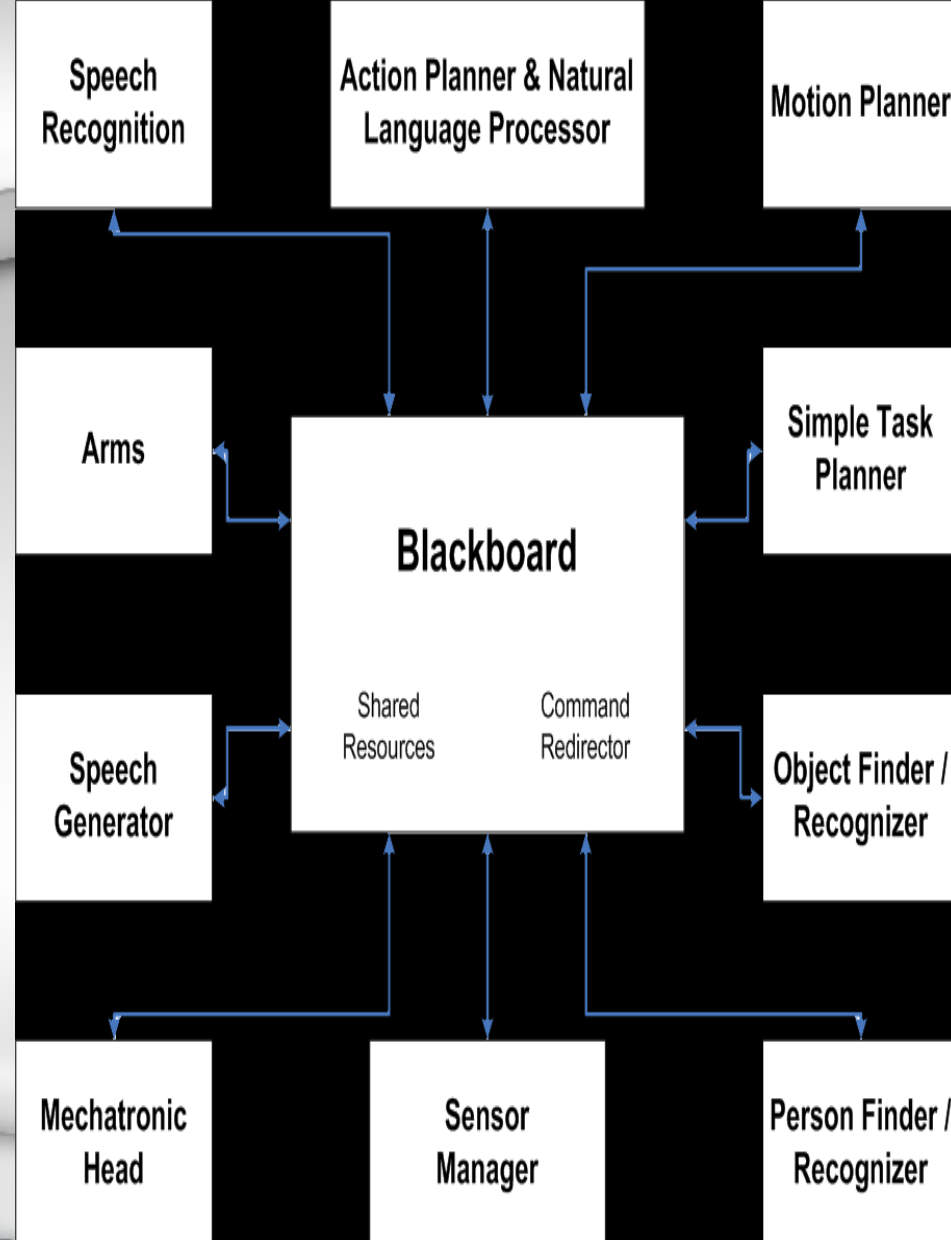 Speech
Recognition
Action Planner & Natural
Language Processor
Motion Planner
Arms
Simple Task
Planner
Blackboard
Shared
Resources
Command
Redirector
Speech
Generator
Object Finder /
Recognizer
Mechatronic
Head
Sensor
Manager
Person Finder /
Recognizer